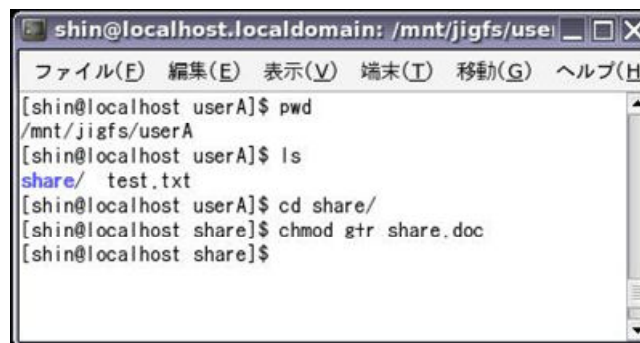 shin@localhost.localdomain: /mnt/jigfs/use
ファイル(F) 編集(E) 表示(V) 端末(T) 移動(G) ヘルプ(H
[shin@localhost userA]$ pwd
/mnt/jigfs/userA
[shin@localhost userA]$ ls
share/ test.txt
[shin@localhost userA]$ cd share/
[shin@localhost share]$ chmod g+r share.doc
[shin@localhost share]$